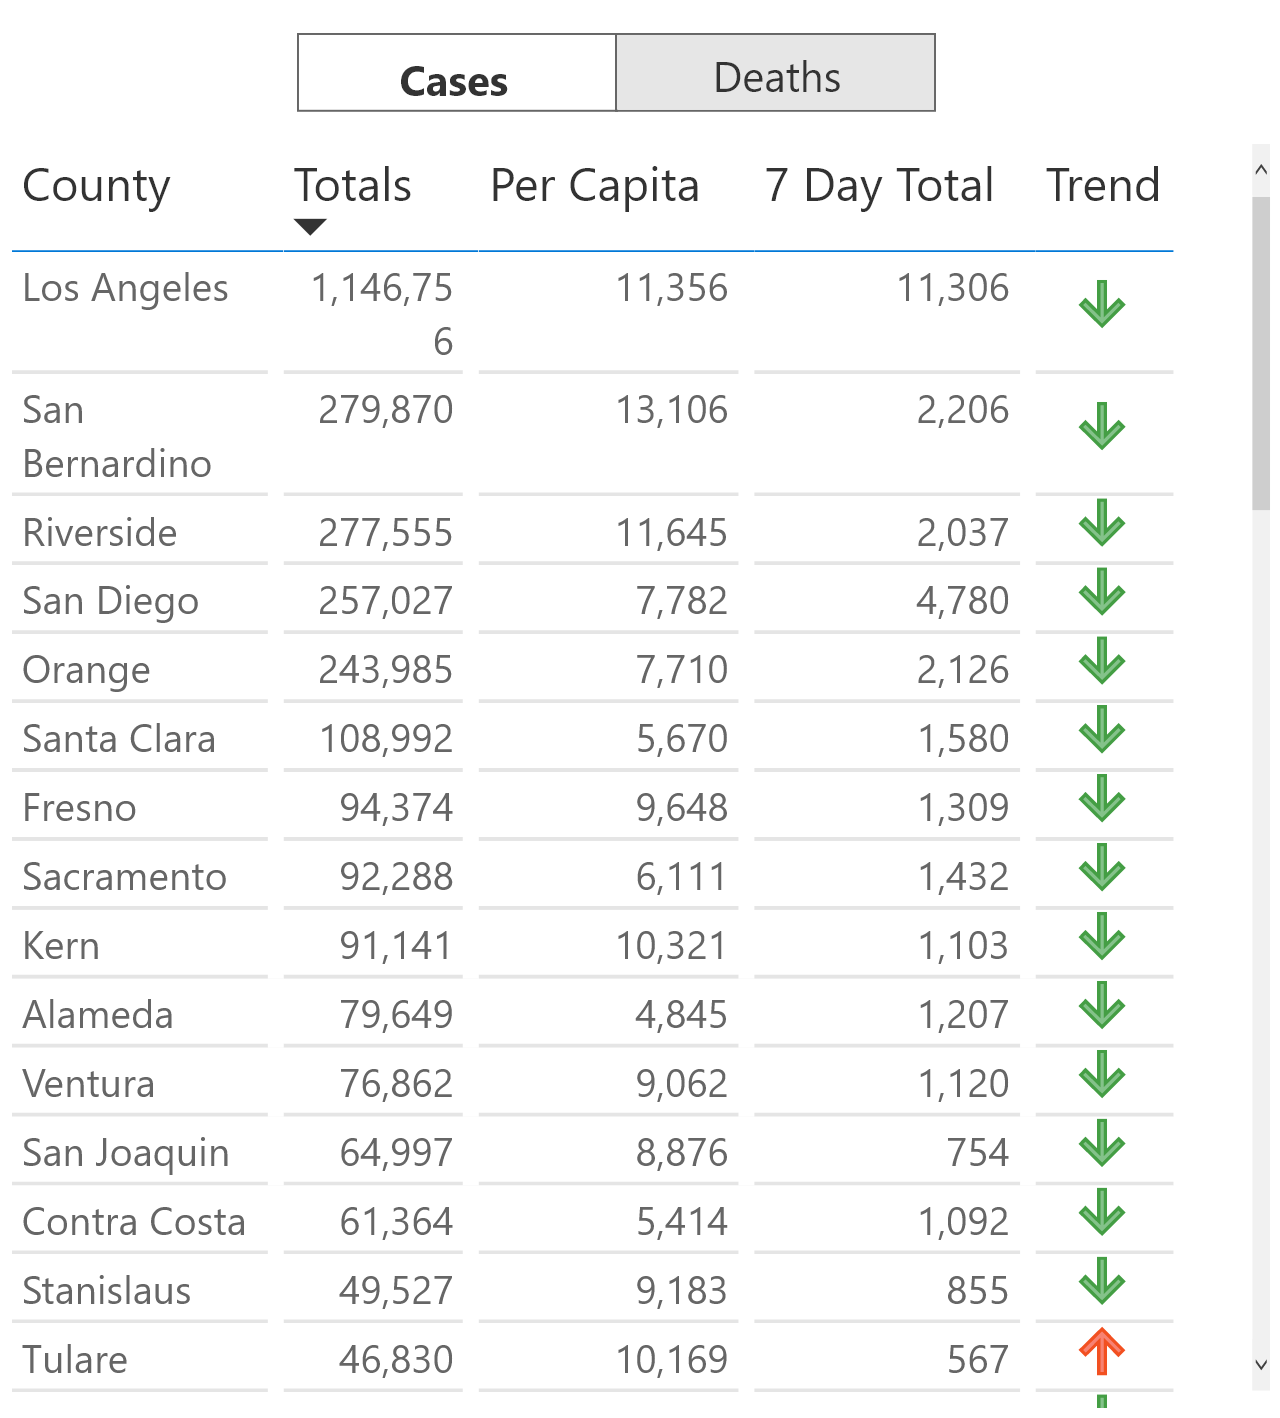 Cases Deaths
County Totals Per Capita 7 Day Total Trend
Los Angeles 1,146,75 11,356 11,306
6
San 279,870 13,106 2,206
Bernardino
Riverside 277,555 11,645 2,037
San Diego 257,027 7,782 4,780
Orange 243,985 7,710 2,126
Santa Clara 108,992 5,670 1,580
Fresno 94,374 9,648 1,309
Sacramento 92,288 6,111 1,432
Kern 91,141 10,321 1,103
Alameda 79,649 4,845 1,207
Ventura 76,862 9,062 1,120
San Joaquin 64,997 8,876 754
Contra Costa 61,364 5,414 1,092
Stanislaus 49,527 9,183 855
Tulare 46,830 10,169 567